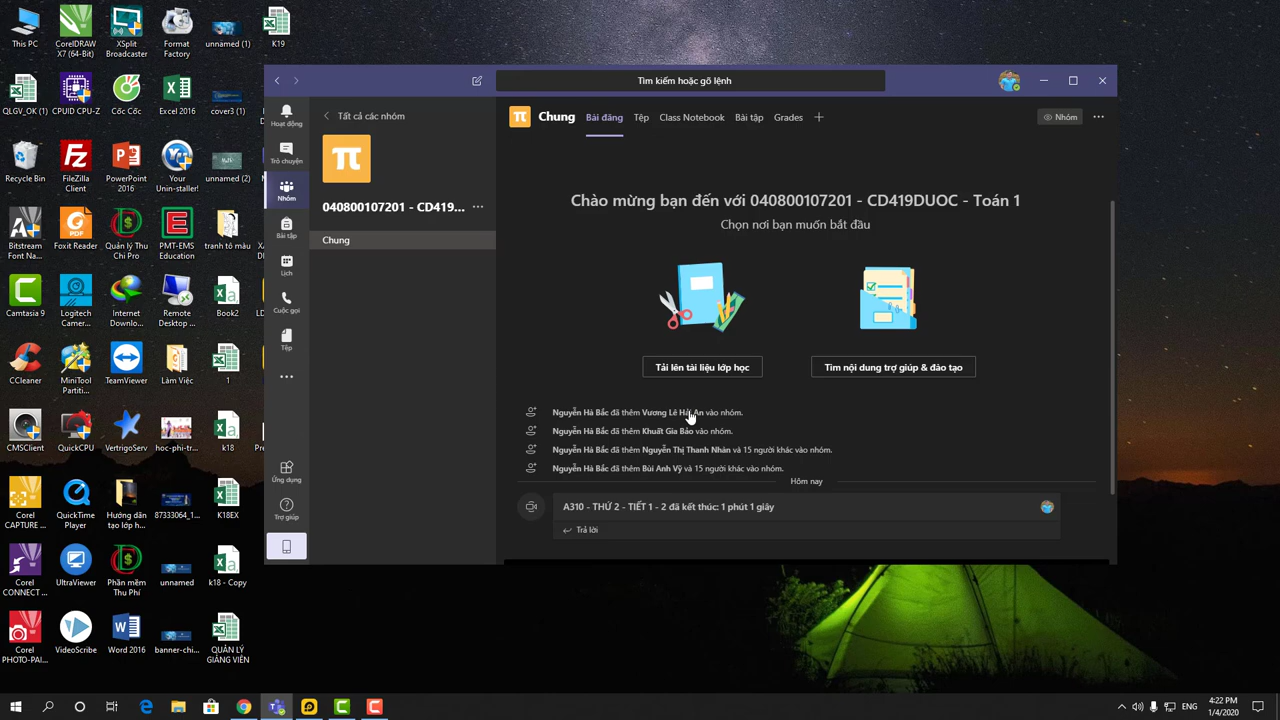 This PC
CorelDRAW X7 (64-Bit)
XSplit Broadcaster
Format Factory
unnamed (1)
K19
QLGV_OK (1)
CPUID CPU-Z
Cốc Cốc
Excel 2016
cover3 (1)
Recycle Bin
FileZilla Client
PowerPoint 2016
Your Unin-staller!
unnamed (2)
Bitstream Font Na...
Foxit Reader
Quản lý Thu Chi Pro
PMT-EMS Education
tranh tô màu
Camtasia 9
Logitech Camer...
Internet Downlo...
Remote Desktop ...
Book2
CCleaner
MiniTool Partiti...
TeamViewer
Làm Việc
1
CMSClient
QuickCPU
VertrigoServ
hoc-phi-tr...
k18
Corel CAPTURE ...
QuickTime Player
Hướng dẫn tạo lớp h...
87333064_1...
K18EX
Corel CONNECT ...
UltraViewer
Phần mềm Thu Phí
unnamed
k18 - Copy
Corel PHOTO-PAI...
VideoScribe
Word 2016
banner-chi...
QUẢN LÝ GIẢNG VIÊN
Tìm kiếm hoặc gõ lệnh
Hoạt động
Trò chuyện
Nhóm
Bài tập
Lịch
Cuộc gọi
Tệp
Ứng dụng
Trợ giúp
Tất cả các nhóm
π
040800107201 - CD419...
Chung
π Chung Bài đăng Tệp Class Notebook Bài tập Grades + Nhóm
Chào mừng bạn đến với 040800107201 - CD419DUOC - Toán 1
Chọn nơi bạn muốn bắt đầu
Tải lên tài liệu lớp học
Tìm nội dung trợ giúp & đào tạo
Nguyễn Hà Bắc đã thêm Vương Lê Hải An vào nhóm.
Nguyễn Hà Bắc đã thêm Khuất Gia Bảo vào nhóm.
Nguyễn Hà Bắc đã thêm Nguyễn Thị Thanh Nhàn và 15 người khác vào nhóm.
Nguyễn Hà Bắc đã thêm Bùi Anh Vỹ và 15 người khác vào nhóm.
Hôm nay
A310 - THỨ 2 - TIẾT 1 - 2 đã kết thúc: 1 phút 1 giây
Trả lời
ENG
4:22 PM
1/4/2020